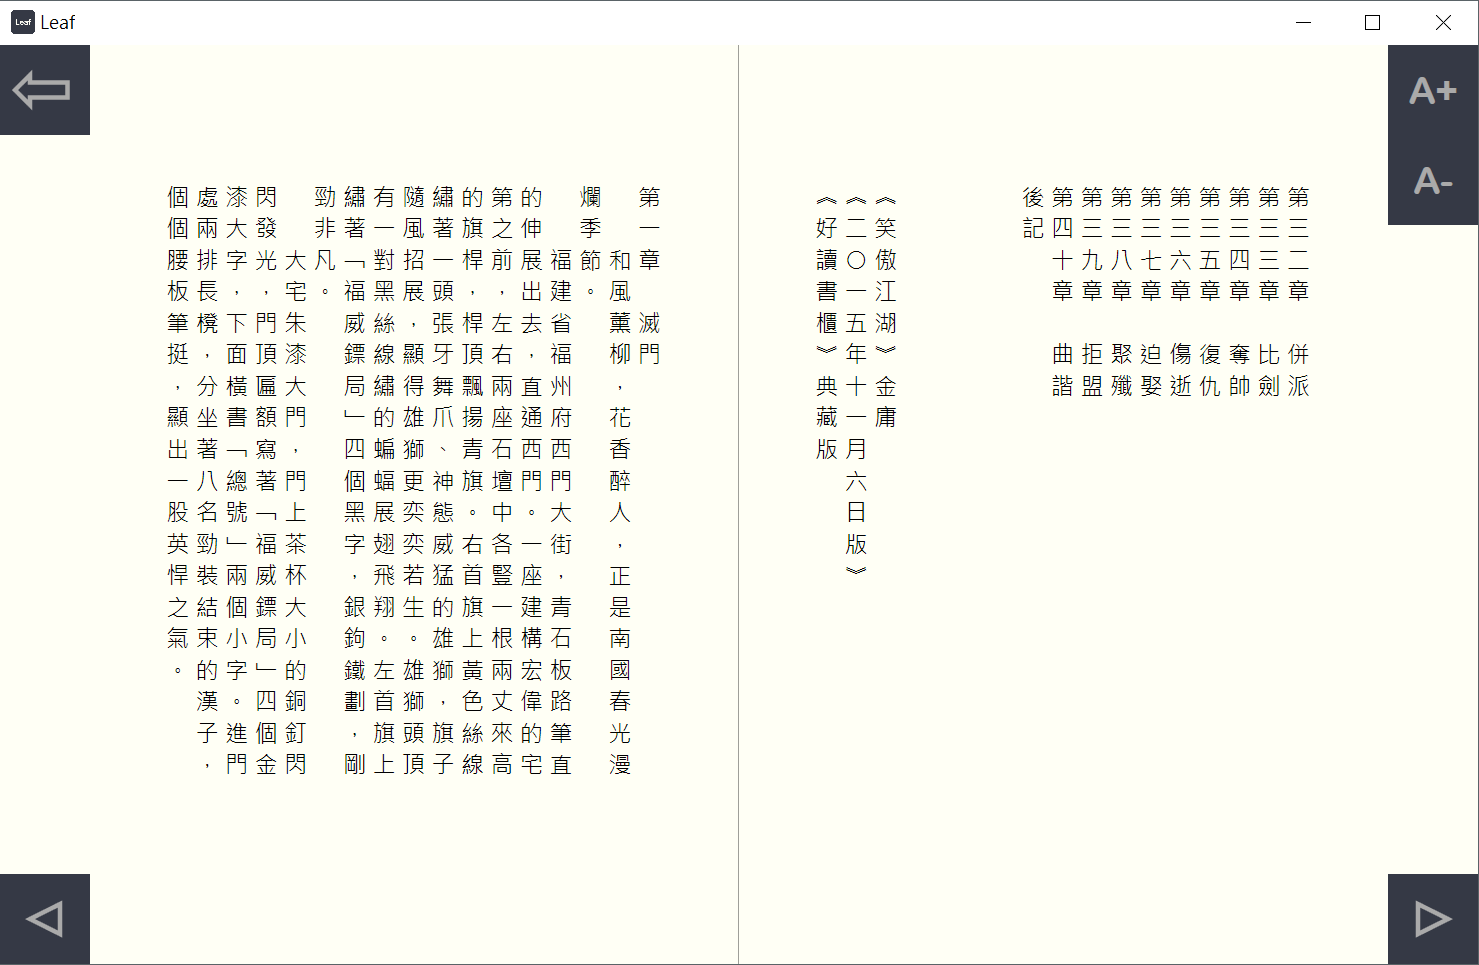 Leaf
Leaf
A+
A-
第三二章　併派
第三三章　比劍
第三四章　奪帥
第三五章　復仇
第三六章　傷逝
第三七章　迫娶
第三八章　聚殲
第三九章　拒盟
第四十章　曲諧
後記
《笑傲江湖》金庸
《二〇一五年十一月六日版》
《好讀書櫃》典藏版
第一章　滅門
和風薰柳，花香醉人，正是南國春光漫
爛季節。
福建省福州府西門大街，青石板路筆直
的伸展出去，直通西門。一座建構宏偉的宅
第之前，左右兩座石壇中各豎一根兩丈來高
的旗桿，桿頂飄揚青旗。右首旗上黃色絲線
繡著一頭張牙舞爪、神態威猛的雄獅，旗子
隨風招展，顯得雄獅更奕奕若生。雄獅頭頂
有一對黑絲線繡的蝙蝠展翅飛翔。左首旗上
繡著「福威鏢局」四個黑字，銀鉤鐵劃，剛
勁非凡。
大宅朱漆大門，門上茶杯大小的銅釘閃
閃發光，門頂匾額寫著「福威鏢局」四個金
漆大字，下面橫書「總號」兩個小字。進門
處兩排長櫈，分坐著八名勁裝結束的漢子，
個個腰板筆挺，顯出一股英悍之氣。